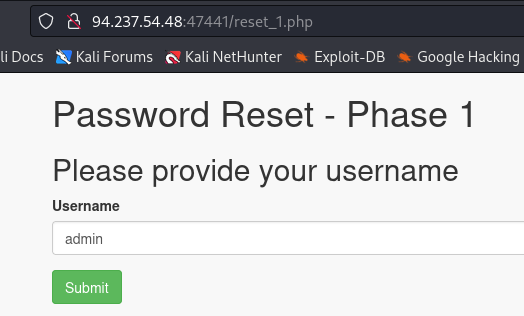 94.237.54.48:47441/reset_1.php
li Docs Kali Forums Kali NetHunter Exploit-DB Google Hacking
Password Reset - Phase 1
Please provide your username
Username
admin
Submit